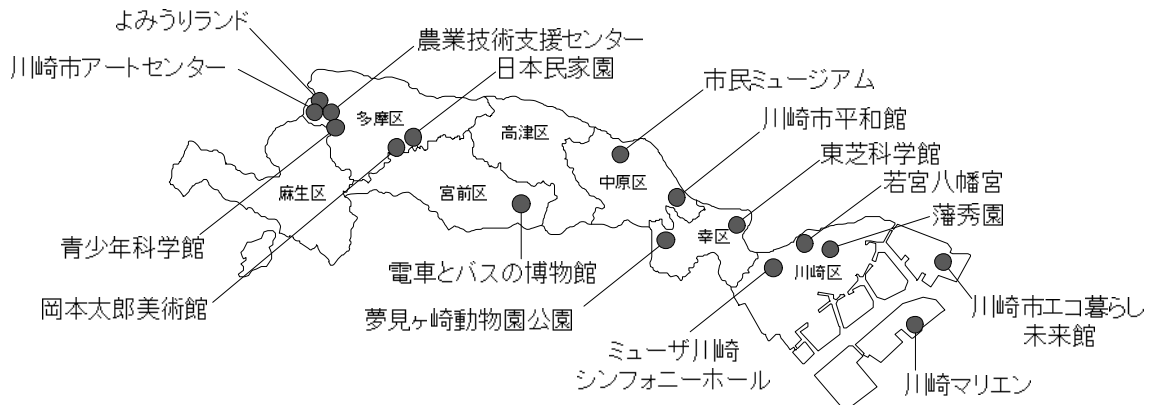 よみうりランド
農業技術支援センター
川崎市アートセンター
日本民家園
市民ミュージアム
川崎市平和館
東芝科学館
若宮八幡宮
藩秀園
多摩区
高津区
中原区
麻生区
宮前区
幸区
川崎区
青少年科学館
電車とバスの博物館
岡本太郎美術館
夢見ヶ崎動物園公園
ミューザ川崎
シンフォニーホール
川崎市エコ暮らし
未来館
川崎マリエン